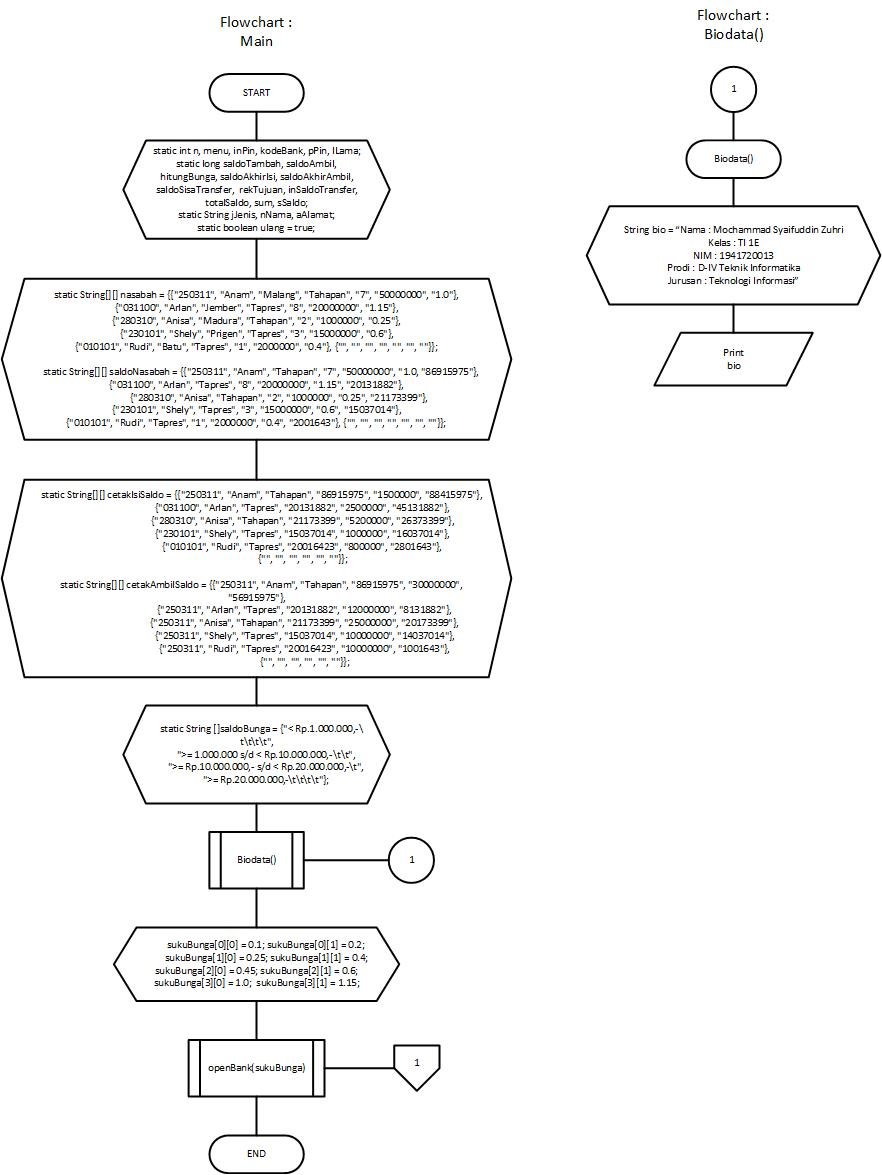 Flowchart :
Main
START
static int n, menu, inPin, kodeBank, pPin, lLama;
static long saldoTambah, saldoAmbil,
hitungBunga, saldoAkhirIsi, saldoAkhirAmbil,
saldoSisaTransfer, rekTujuan, inSaldoTransfer,
totalSaldo, sum, sSaldo;
static String jJenis, nNama, aAlamat;
static boolean ulang = true;
static String[][] nasabah = {{"250311", "Anam", "Malang", "Tahapan", "7", "50000000", "1.0"},
{"031100", "Arlan", "Jember", "Tapres", "8", "20000000", "1.15"},
{"280310", "Anisa", "Madura", "Tahapan", "2", "1000000", "0.25"},
{"230101", "Shely", "Prigen", "Tapres", "3", "15000000", "0.6"},
{"010101", "Rudi", "Batu", "Tapres", "1", "2000000", "0.4"}, {"", "", "", "", "", "", ""}};
static String[][] saldoNasabah = {{"250311", "Anam", "Tahapan", "7", "50000000", "1.0, "86915975"},
{"031100", "Arlan", "Tapres", "8", "20000000", "1.15", "20131882"},
{"280310", "Anisa", "Tahapan", "2", "1000000", "0.25", "21173399"},
{"230101", "Shely", "Tapres", "3", "15000000", "0.6", "15037014"},
{"010101", "Rudi", "Tapres", "1", "2000000", "0.4", "2001643"}, {"", "", "", "", "", "", ""}};
static String[][] cetakIsiSaldo = {{"250311", "Anam", "Tahapan", "86915975", "1500000", "88415975"},
{"031100", "Arlan", "Tapres", "20131882", "2500000", "45131882"},
{"280310", "Anisa", "Tahapan", "21173399", "5200000", "26373399"},
{"230101", "Shely", "Tapres", "15037014", "1000000", "16037014"},
{"010101", "Rudi", "Tapres", "20016423", "800000", "2801643"},
{"", "", "", "", "", ""}};
static String[][] cetakAmbilSaldo = {{"250311", "Anam", "Tahapan", "86915975", "30000000",
"56915975"},
{"250311", "Arlan", "Tapres", "20131882", "12000000", "8131882"},
{"250311", "Anisa", "Tahapan", "21173399", "25000000", "20173399"},
{"250311", "Shely", "Tapres", "15037014", "10000000", "14037014"},
{"250311", "Rudi", "Tapres", "20016423", "10000000", "1001643"},
{"", "", "", "", "", ""}};
static String []saldoBunga = {"< Rp.1.000.000,-\
t\t\t\t",
">= 1.000.000 s/d < Rp.10.000.000,-\t\t",
">= Rp.10.000.000,- s/d < Rp.20.000.000,-\t",
">= Rp.20.000.000,-\t\t\t\t"};
Biodata()
1
sukuBunga[0][0] = 0.1; sukuBunga[0][1] = 0.2;
sukuBunga[1][0] = 0.25; sukuBunga[1][1] = 0.4;
sukuBunga[2][0] = 0.45; sukuBunga[2][1] = 0.6;
sukuBunga[3][0] = 1.0; sukuBunga[3][1] = 1.15;
openBank(sukuBunga)
1
END
Flowchart :
Biodata()
1
Biodata()
String bio = “Nama : Mochammad Syaifuddin Zuhri
Kelas : TI 1E
NIM : 1941720013
Prodi : D-IV Teknik Informatika
Jurusan : Teknologi Informasi”
Print
bio